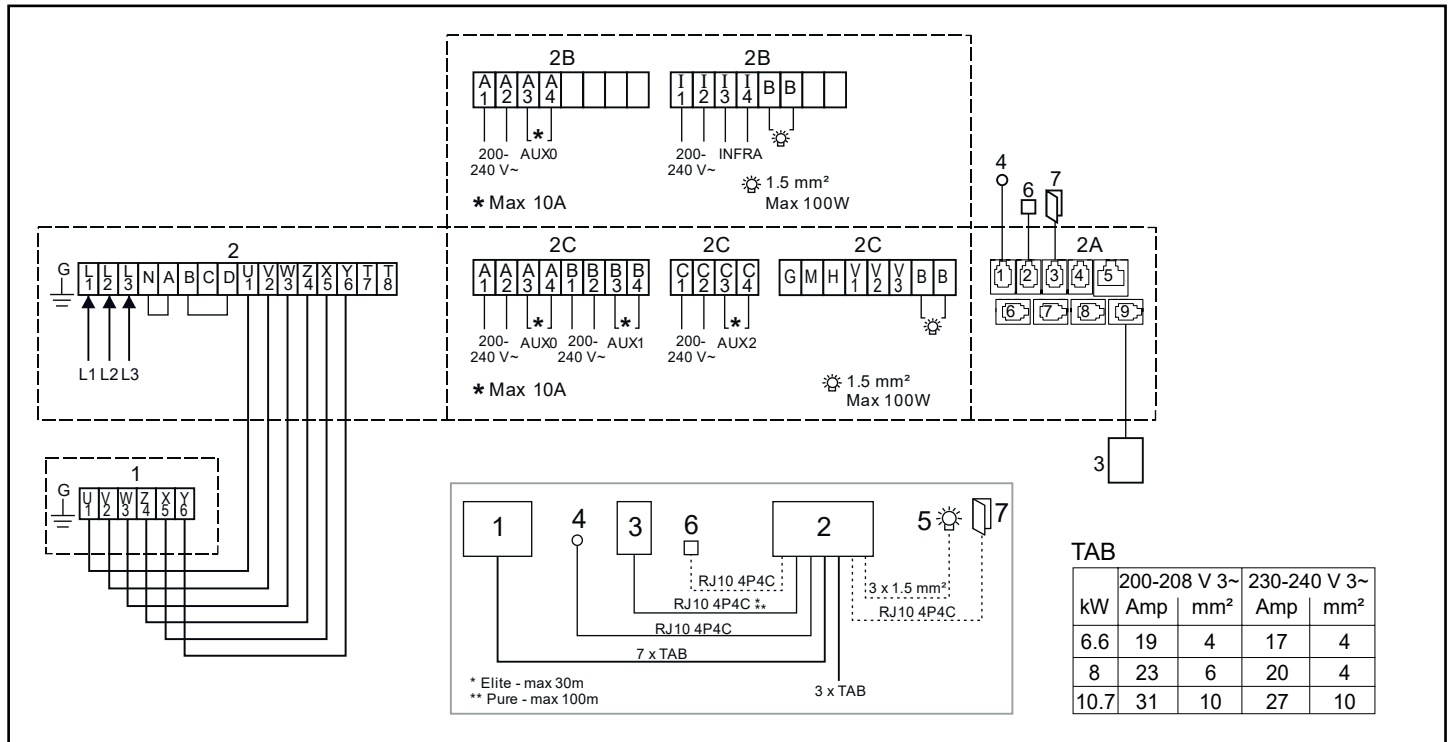 2B
A1 A2 A3 A4
*
200-240 V~ AUX0
* Max 10A
2B
I1 I2 I3 I4 B B
200-240 V~ INFRA
1.5 mm²
Max 100W
2
G L1 L2 L3 N A B C D U1 V2 W3 Z4 X5 Y6 T7 T8
L1 L2 L3
2C
A1 A2 A3 A4 B1 B2 B3 B4
* *
200-240 V~ AUX0 200-240 V~ AUX1
* Max 10A
2C
C1 C2 C3 C4
*
200-240 V~ AUX2
2C
G M H V1 V2 V3 B B
1.5 mm²
Max 100W
4
6
7
2A
1 2 3 4 5
6 7 8 9
3
1
G U1 V2 W3 Z4 X5 Y6
1
4
3
6
2
5
7
RJ10 4P4C
3 x 1.5 mm²
RJ10 4P4C * **
RJ10 4P4C
RJ10 4P4C
7 x TAB
3 x TAB
* Elite - max 30m
** Pure - max 100m
TAB
200-208 V 3~ 230-240 V 3~
kW Amp mm² Amp mm²
6.6 19 4 17 4
8 23 6 20 4
10.7 31 10 27 10